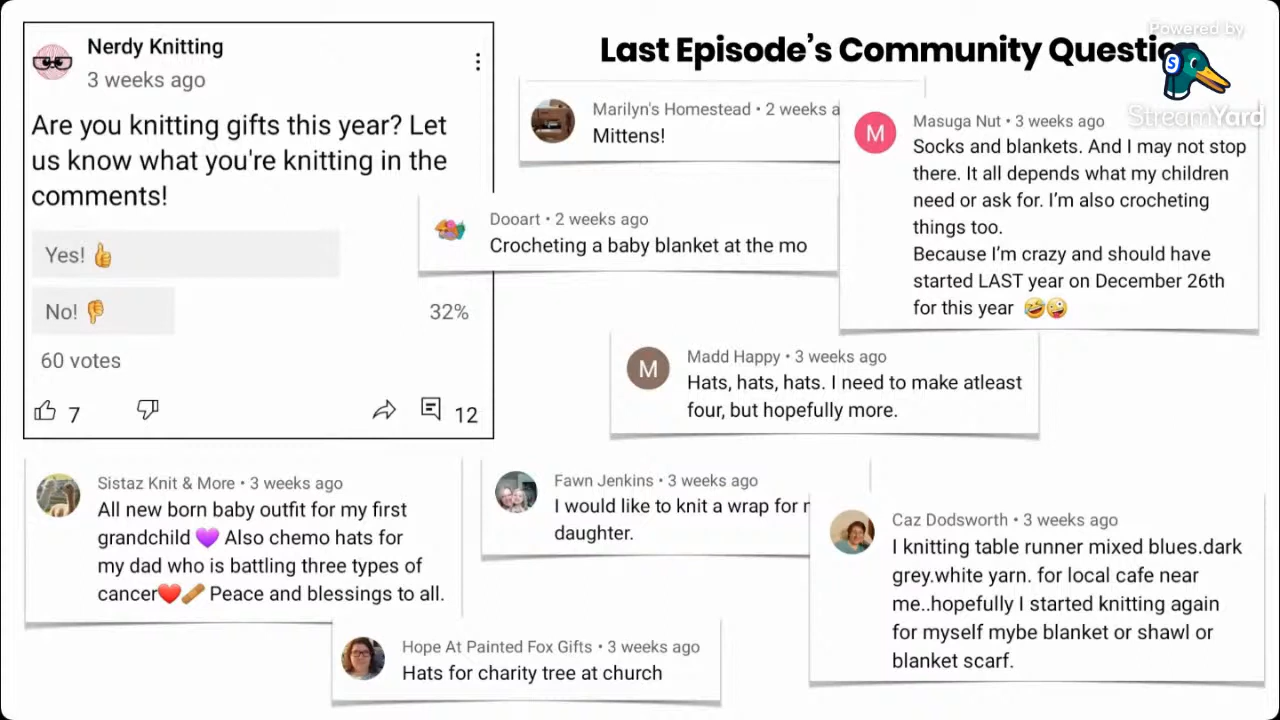 Nerdy Knitting
3 weeks ago
Are you knitting gifts this year? Let
us know what you're knitting in the
comments!
Yes! 👍
No! 👎
32%
60 votes
7
12
Last Episode's Community Question
Powered by
StreamYard
Marilyn's Homestead • 2 weeks a
Mittens!
Masuga Nut • 3 weeks ago
Socks and blankets. And I may not stop
there. It all depends what my children
need or ask for. I'm also crocheting
things too.
Because I'm crazy and should have
started LAST year on December 26th
for this year 🤣🤪
Dooart • 2 weeks ago
Crocheting a baby blanket at the mo
M
M
Madd Happy • 3 weeks ago
Hats, hats, hats. I need to make atleast
four, but hopefully more.
Sistaz Knit & More • 3 weeks ago
All new born baby outfit for my first
grandchild 💜 Also chemo hats for
my dad who is battling three types of
cancer❤️🩹 Peace and blessings to all.
Fawn Jenkins • 3 weeks ago
I would like to knit a wrap for
daughter.
Caz Dodsworth • 3 weeks ago
I knitting table runner mixed blues.dark
grey.white yarn. for local cafe near
me..hopefully I started knitting again
for myself mybe blanket or shawl or
blanket scarf.
Hope At Painted Fox Gifts • 3 weeks ago
Hats for charity tree at church
S